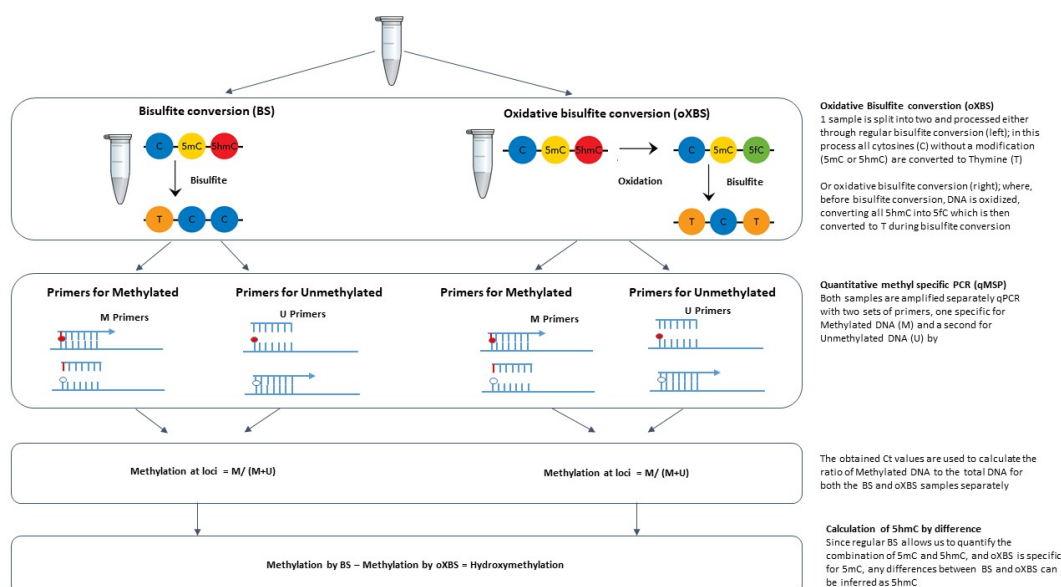 Bisulfite conversion (BS)
C 5mC 5hmC
Bisulfite
T C C
Oxidative bisulfite conversion (oXBS)
C 5mC 5hmC
Oxidation
C 5mC 5fC
Bisulfite
T C T
Oxidative Bisulfite converstion (oXBS)
1 sample is split into two and processed either
through regular bisulfite conversion (left); in this
process all cytosines (C) without a modification
(5mC or 5hmC) are converted to Thymine (T)
Or oxidative bisulfite conversion (right); where,
before bisulfite conversion, DNA is oxidized,
converting all 5hmC into 5fC which is then
converted to T during bisulfite conversion
Primers for Methylated
M Primers
Primers for Unmethylated
U Primers
Primers for Methylated
M Primers
Primers for Unmethylated
U Primers
Quantitative methyl specific PCR (qMSP)
Both samples are amplified separately qPCR
with two sets of primers, one specific for
Methylated DNA (M) and a second for
Unmethylated DNA (U) by
Methylation at loci = M/ (M+U)
Methylation at loci = M/ (M+U)
The obtained Ct values are used to calculate the
ratio of Methylated DNA to the total DNA for
both the BS and oXBS samples separately
Methylation by BS – Methylation by oXBS = Hydroxymethylation
Calculation of 5hmC by difference
Since regular BS allows us to quantify the
combination of 5mC and 5hmC, and oXBS is specific
for 5mC, any differences between BS and oXBS can
be inferred as 5hmC